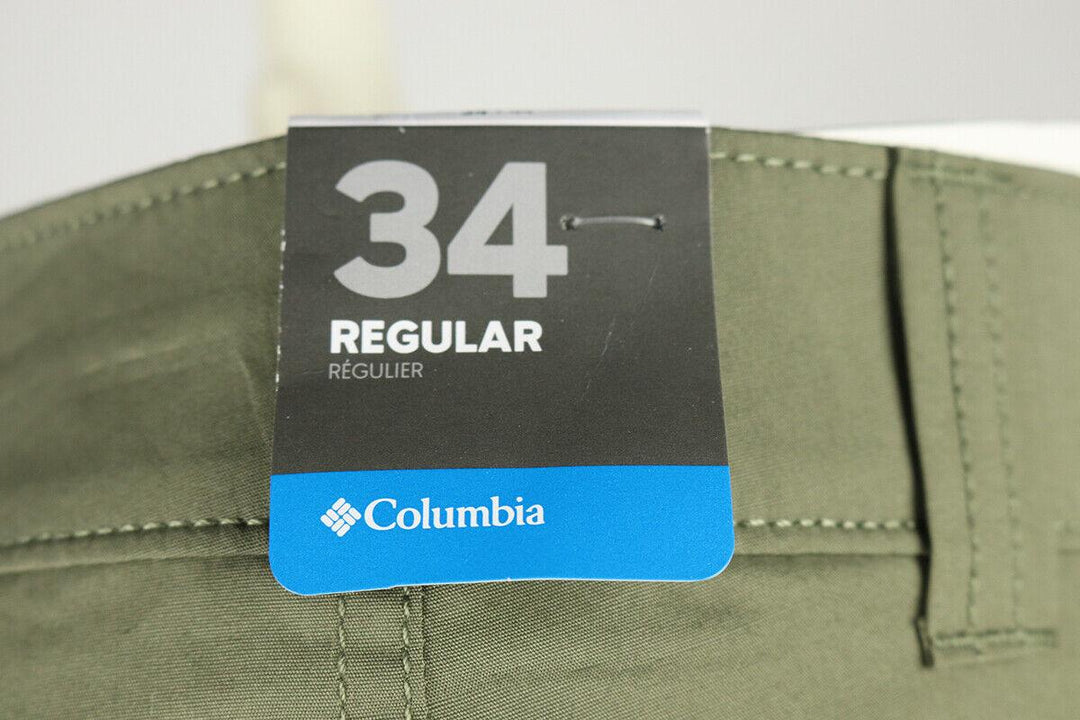 34
REGULAR
RÉGULIER
Columbia